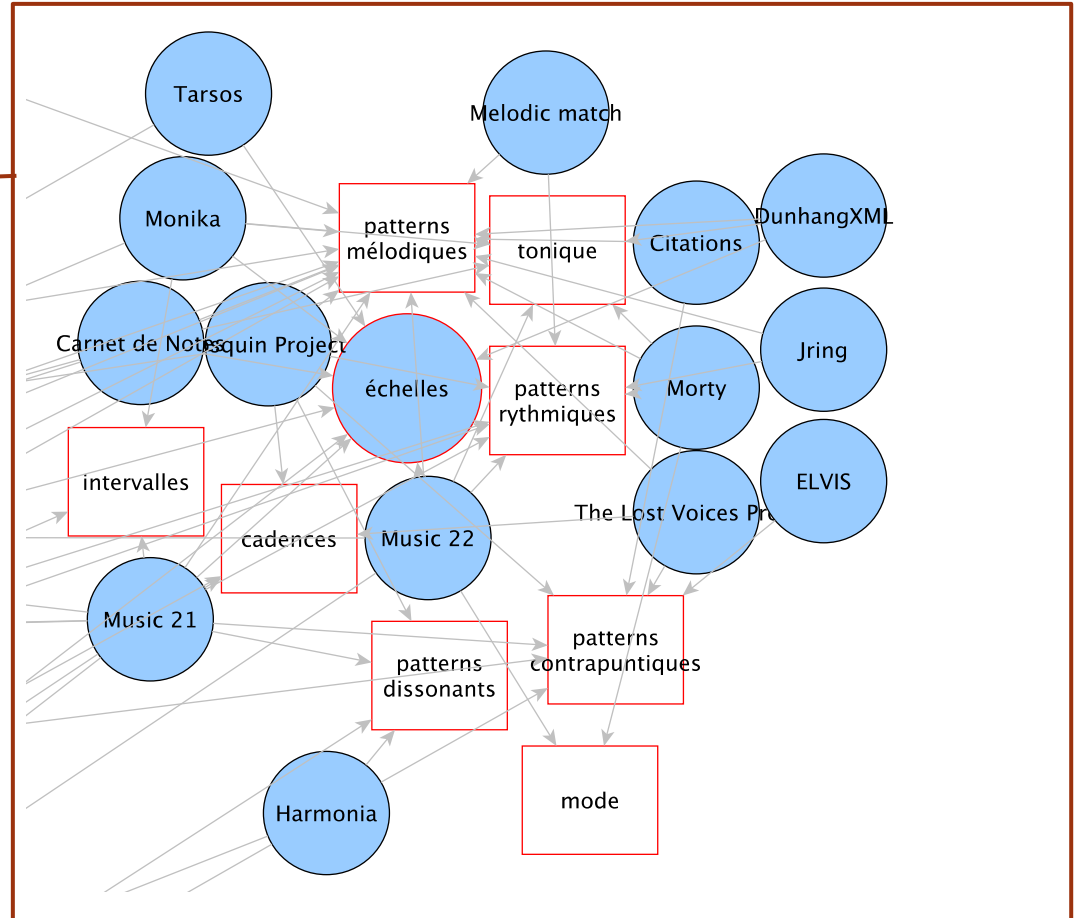 Tarsos
Melodic match
Monika
patterns
mélodiques
tonique
Citations
DunhangXML
Carnet de Notes
squin Project
échelles
patterns
rythmiques
Morty
Jring
intervalles
cadences
Music 22
The Lost Voices Pro
ELVIS
Music 21
patterns
dissonants
patterns
contrapuntiques
Harmonia
mode